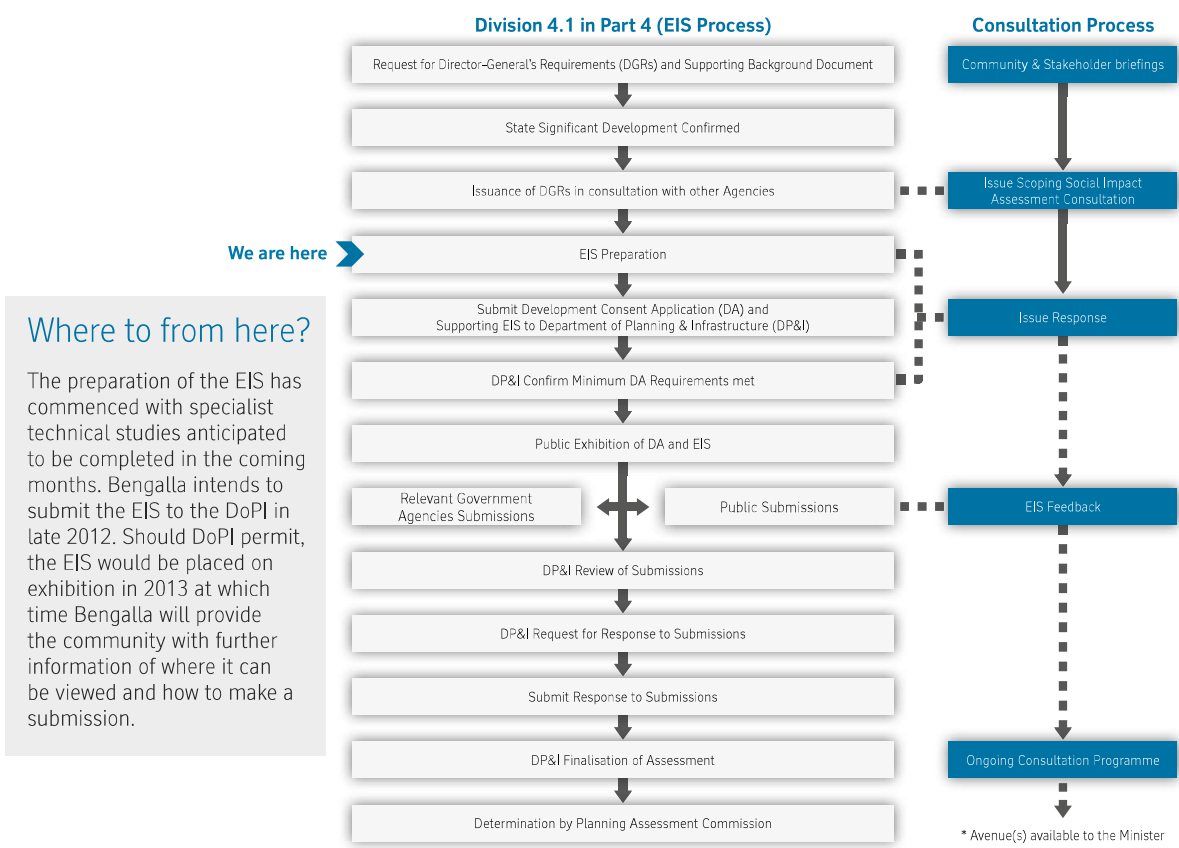 Division 4.1 in Part 4 (EIS Process)
Request for Director-General's Requirements (DGRs) and Supporting Background Document
State Significant Development Confirmed
Issuance of DGRs in consultation with other Agencies
We are here
EIS Preparation
Submit Development Consent Application (DA) and
Supporting EIS to Department of Planning & Infrastructure (DP&I)
DP&I Confirm Minimum DA Requirements met
Public Exhibition of DA and EIS
Relevant Government
Agencies Submissions
Public Submissions
DP&I Review of Submissions
DP&I Request for Response to Submissions
Submit Response to Submissions
DP&I Finalisation of Assessment
Determination by Planning Assessment Commission
Consultation Process
Community & Stakeholder briefings
Issue Scoping Social Impact
Assessment Consultation
Issue Response
EIS Feedback
Ongoing Consultation Programme
* Avenue(s) available to the Minister
Where to from here?
The preparation of the EIS has
commenced with specialist
technical studies anticipated
to be completed in the coming
months. Bengalla intends to
submit the EIS to the DoPI in
late 2012. Should DoPI permit,
the EIS would be placed on
exhibition in 2013 at which
time Bengalla will provide
the community with further
information of where it can
be viewed and how to make a
submission.